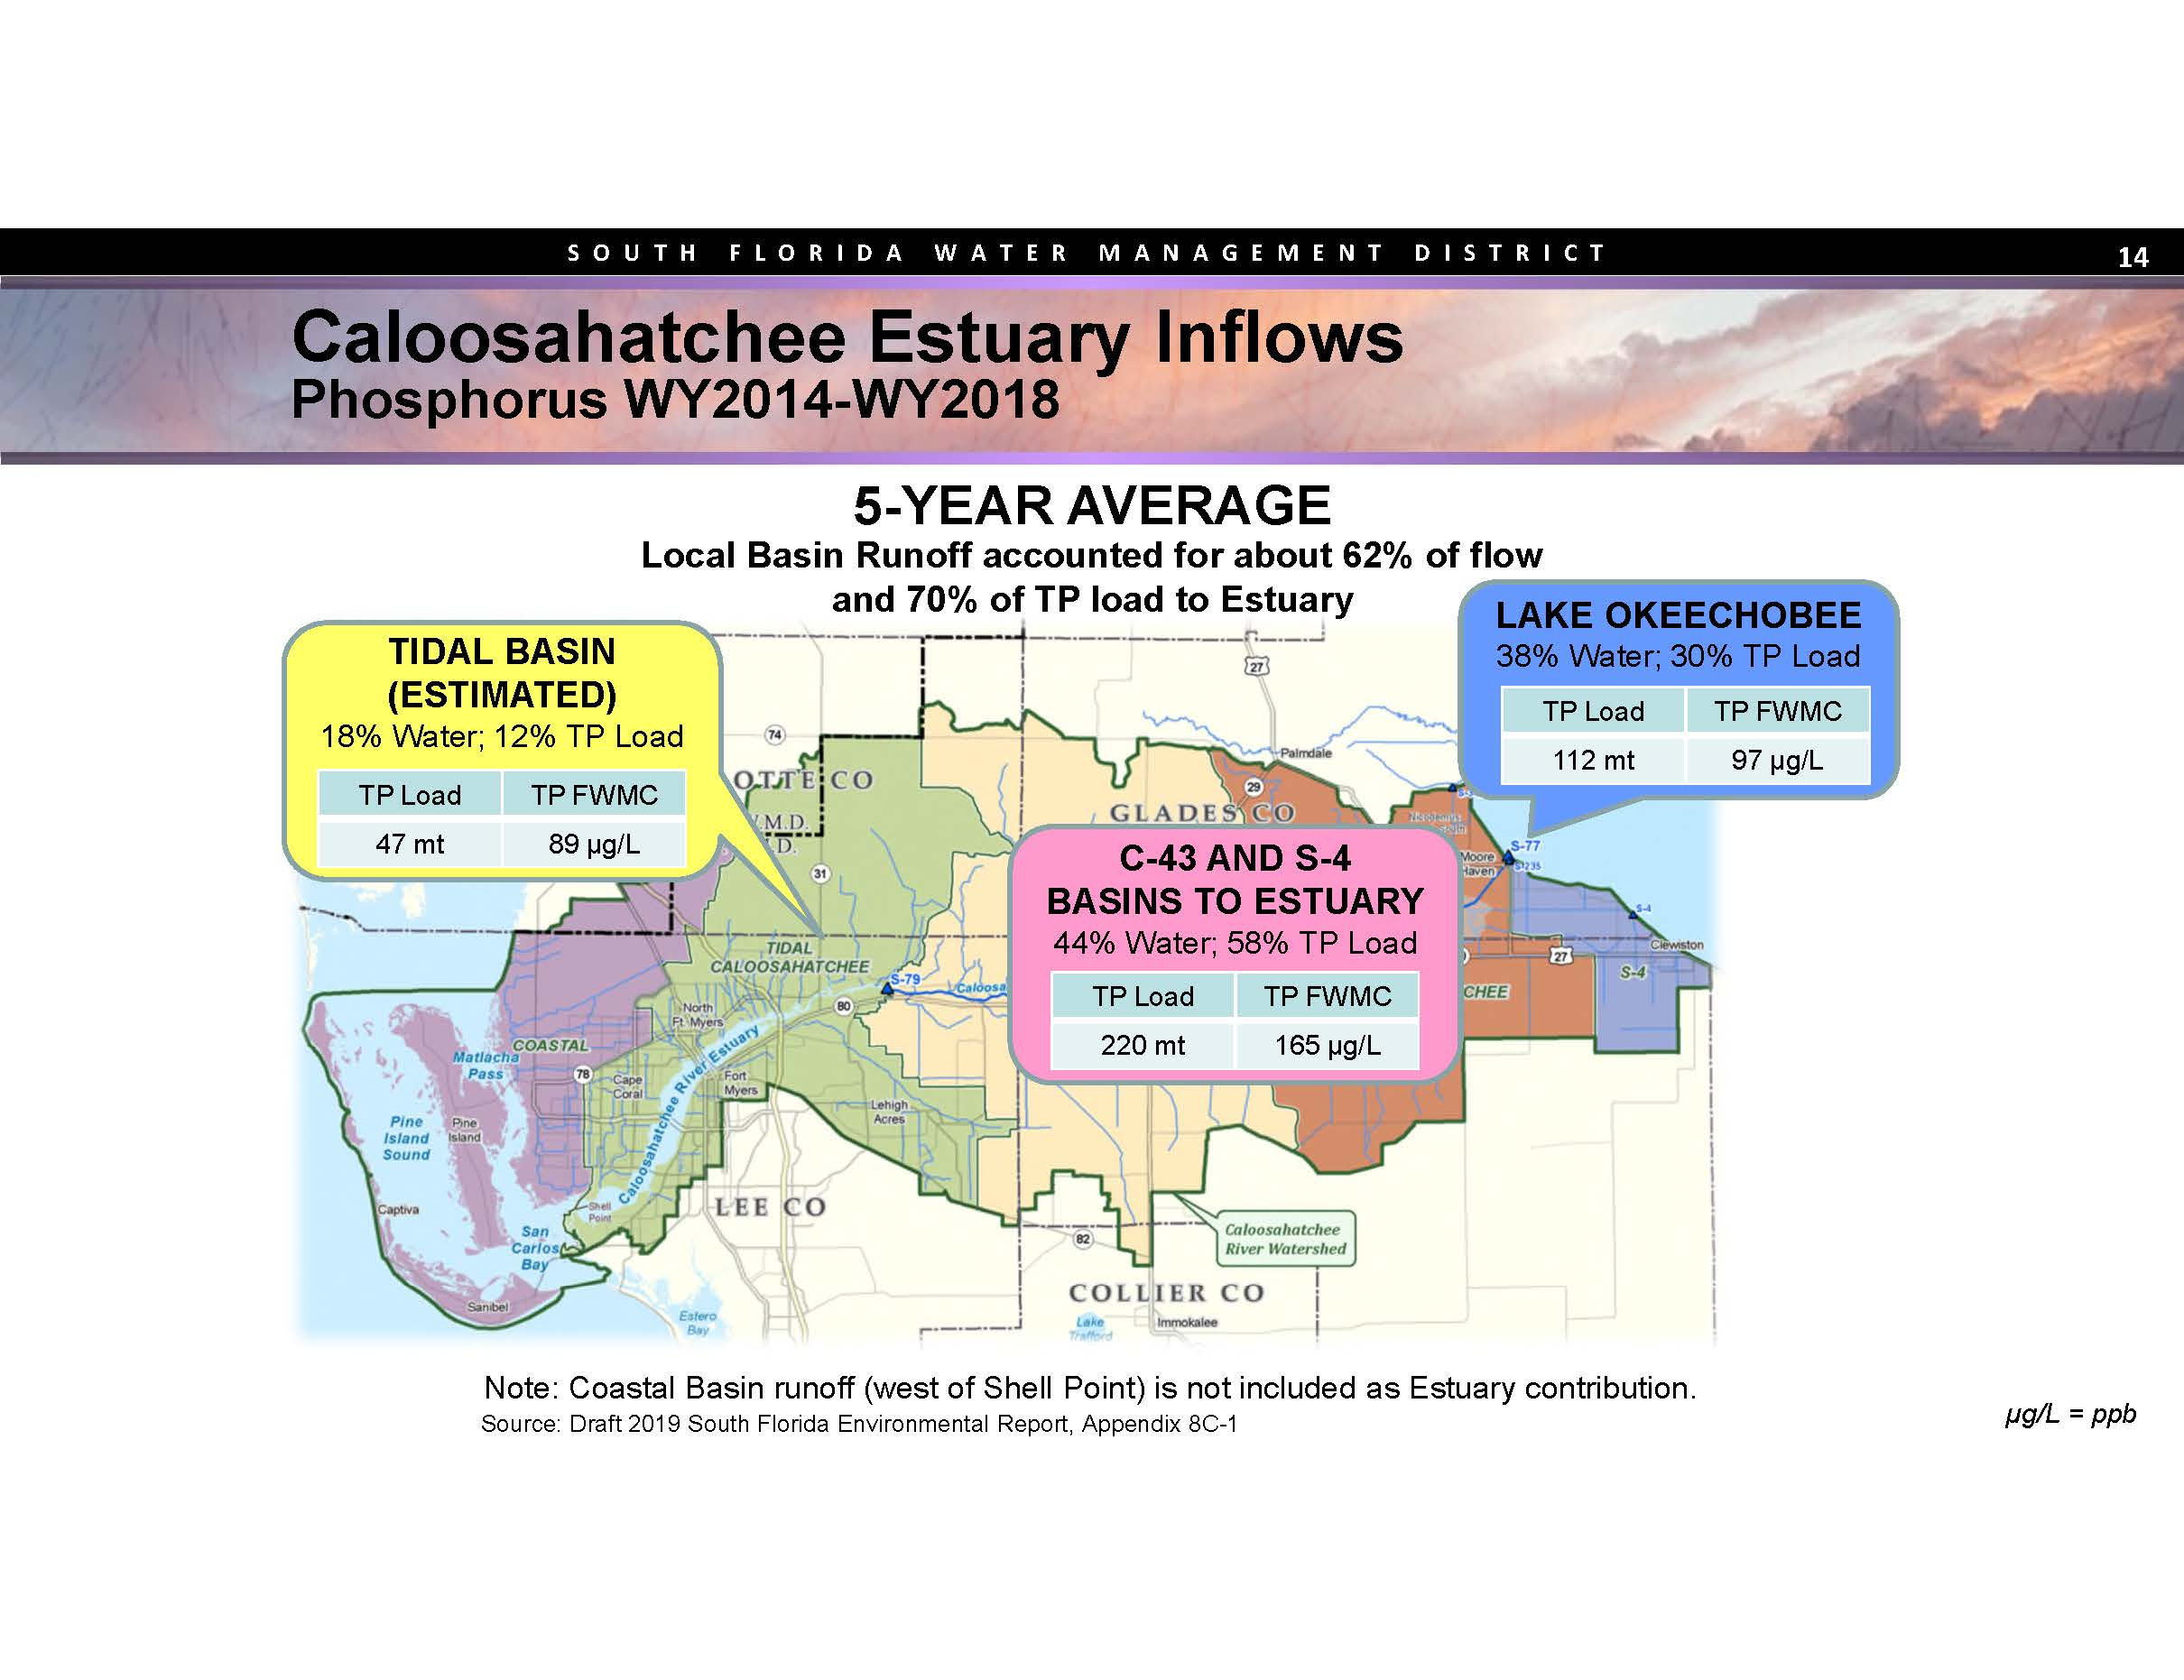 SOUTH FLORIDA WATER MANAGEMENT DISTRICT
14
Caloosahatchee Estuary Inflows
Phosphorus WY2014-WY2018
5-YEAR AVERAGE
Local Basin Runoff accounted for about 62% of flow
and 70% of TP load to Estuary
TIDAL BASIN
(ESTIMATED)
18% Water; 12% TP Load
TP Load TP FWMC
47 mt 89 µg/L
LAKE OKEECHOBEE
38% Water; 30% TP Load
TP Load TP FWMC
112 mt 97 µg/L
C-43 AND S-4
BASINS TO ESTUARY
44% Water; 58% TP Load
TP Load TP FWMC
220 mt 165 µg/L
27
74
Palmdale
OTTE CO
29
GLADES CO
.M.D.
.D.
31
Moore
Haven
S-77
S-235
S-4
Clewiston
27
S-4
CHEE
TIDAL
CALOOSAHATCHEE
S-79
Caloosa
80
North
Ft. Myers
COASTAL
Matlacha
Pass
78
Cape
Coral
Fort
Myers
Caloosahatchee River Estuary
Lehigh
Acres
Pine
Island
Sound
Pine
Island
Captiva
Shell
Point
LEE CO
San
Carlos
Bay
Sanibel
Estero
Bay
82
Caloosahatchee
River Watershed
COLLIER CO
Lake
Trafford
Immokalee
Note: Coastal Basin runoff (west of Shell Point) is not included as Estuary contribution.
Source: Draft 2019 South Florida Environmental Report, Appendix 8C-1
µg/L = ppb